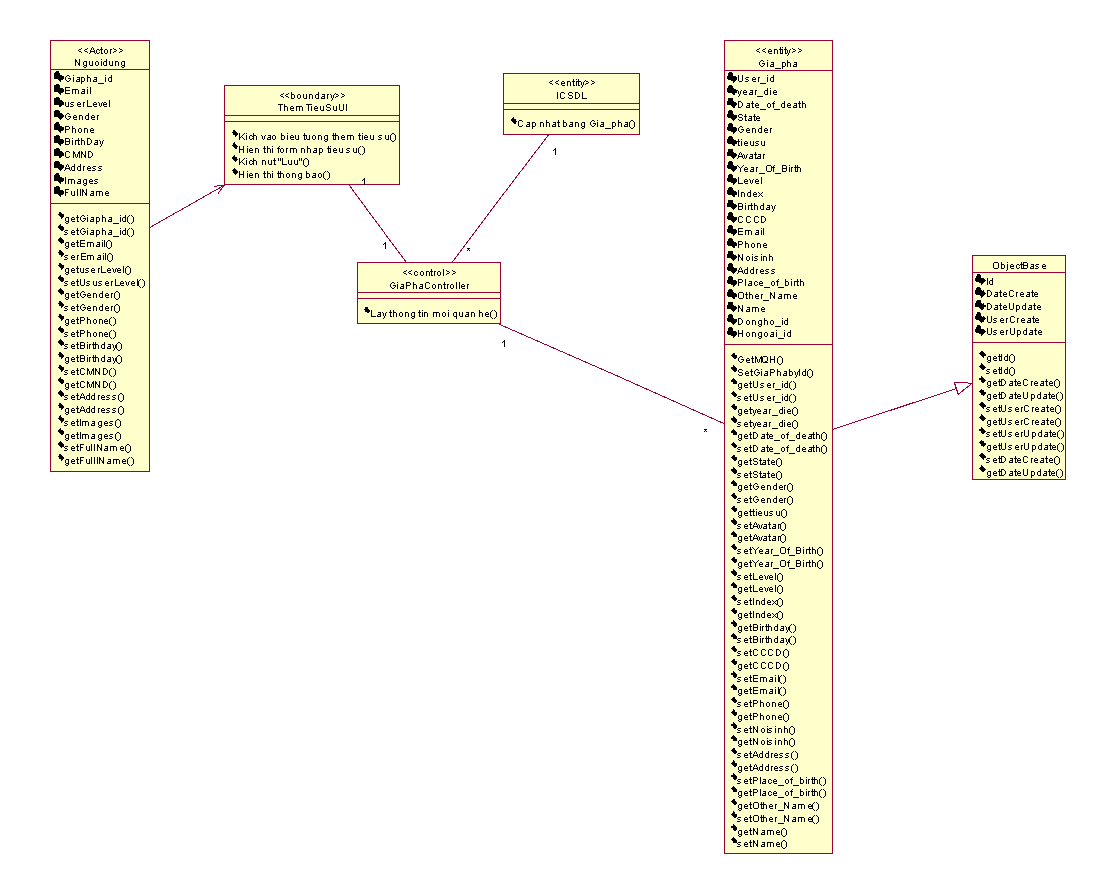 <<Actor>>
Nguoidung
Giapha_id
Email
userLevel
Gender
Phone
BirthDay
CMND
Address
Images
FullName
getGiapha_id()
setGiapha_id()
getEmail()
serEmail()
getuserLevel()
setUsuserLevel()
getGender()
setGender()
getPhone()
setPhone()
setBirthday()
getBirthday()
setCMND()
getCMND()
setAddress()
getAddress()
setImages()
getImages()
setFullName()
getFulllName()
<<boundary>>
ThemTieuSuUI
Kich vao bieu tuong them tieu su()
Hien thi form nhap tieu su()
Kich nut "Luu"()
Hien thi thong bao()
1
1
<<entity>>
ICSDL
Cap nhat bang Gia_pha()
1
*
<<control>>
GiaPhaController
Lay thong tin moi quan he()
1
*
<<entity>>
Gia_pha
User_id
year_die
Date_of_death
State
Gender
tieusu
Avatar
Year_Of_Birth
Level
Index
Birthday
CCCD
Email
Phone
Noisinh
Address
Place_of_birth
Other_Name
Name
Dongho_id
Hongoai_id
GetMQH()
SetGiaPhabyId()
getUser_id()
setUser_id()
getyear_die()
setyear_die()
getDate_of_death()
setDate_of_death()
getState()
setState()
getGender()
setGender()
gettieusu()
setAvatar()
getAvatar()
setYear_Of_Birth()
getYear_Of_Birth()
setLevel()
getLevel()
setIndex()
getIndex()
getBirthday()
setBirthday()
setCCCD()
getCCCD()
setEmail()
getEmail()
setPhone()
getPhone()
setNoisinh()
getNoisinh()
setAddress()
getAddress()
setPlace_of_birth()
getPlace_of_birth()
getOther_Name()
setOther_Name()
getName()
setName()
ObjectBase
Id
DateCreate
DateUpdate
UserCreate
UserUpdate
getId()
setId()
getDateCreate()
getDateUpdate()
setUserCreate()
getUserCreate()
setUserUpdate()
getUserUpdate()
setDateCreate()
getDateUpdate()